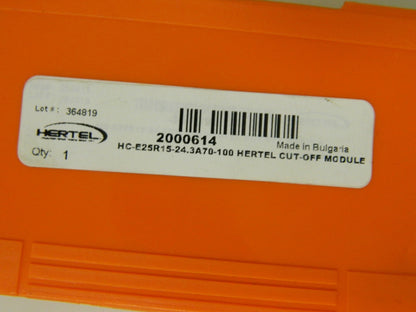 Lot #: 364819
HERTEL
2000614
Made in Bulgaria
HC-E25R15-24.3A70-100 HERTEL CUT-OFF MODULE
Qty: 1